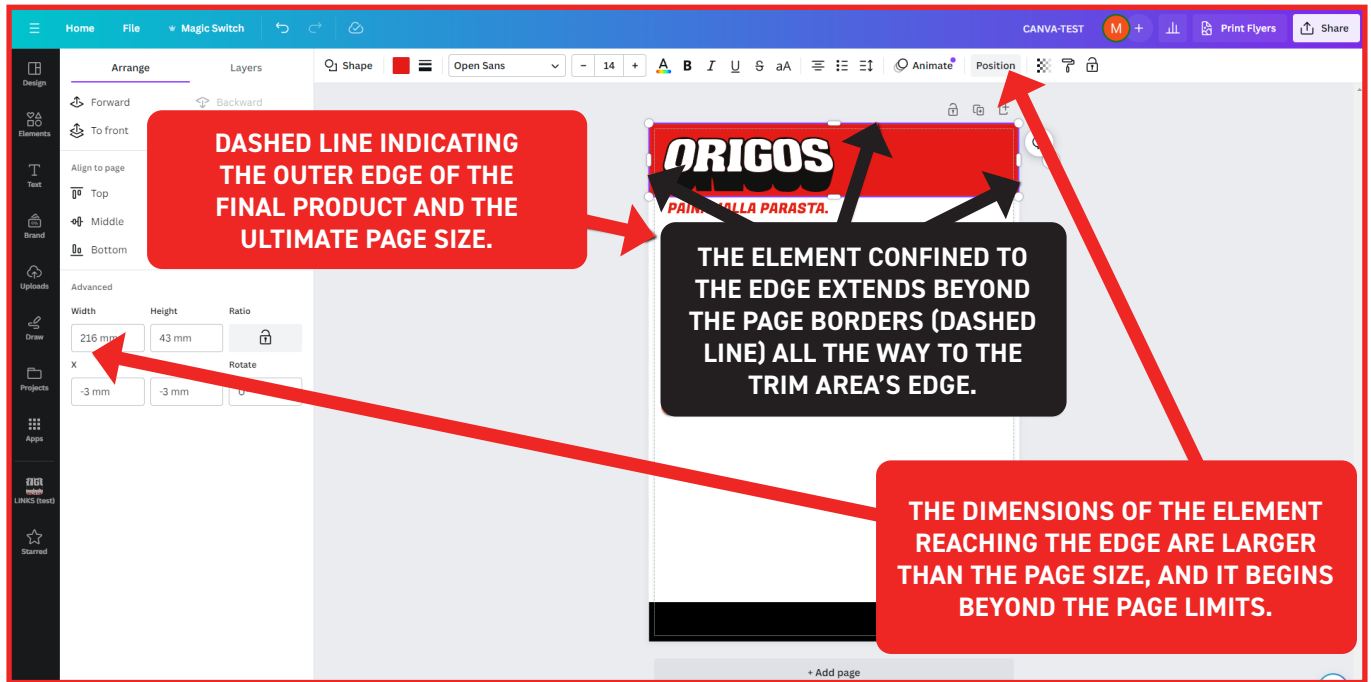 Home File Magic Switch CANVA-TEST M + Print Flyers Share
Design
Elements
Text
Brand
Uploads
Draw
Projects
Apps
LINKS (test)
Starred
Arrange Layers
Forward Backward
To front
Align to page
Top
Middle
Bottom
Advanced
Width Height Ratio
216 mm 43 mm
X Rotate
-3 mm -3 mm
Shape Open Sans - 14 + A B I U S aA Animate Position
ORIGOS
PARASTA.
DASHED LINE INDICATING
THE OUTER EDGE OF THE
FINAL PRODUCT AND THE
ULTIMATE PAGE SIZE.
THE ELEMENT CONFINED TO
THE EDGE EXTENDS BEYOND
THE PAGE BORDERS (DASHED
LINE) ALL THE WAY TO THE
TRIM AREA’S EDGE.
THE DIMENSIONS OF THE ELEMENT
REACHING THE EDGE ARE LARGER
THAN THE PAGE SIZE, AND IT BEGINS
BEYOND THE PAGE LIMITS.
+ Add page